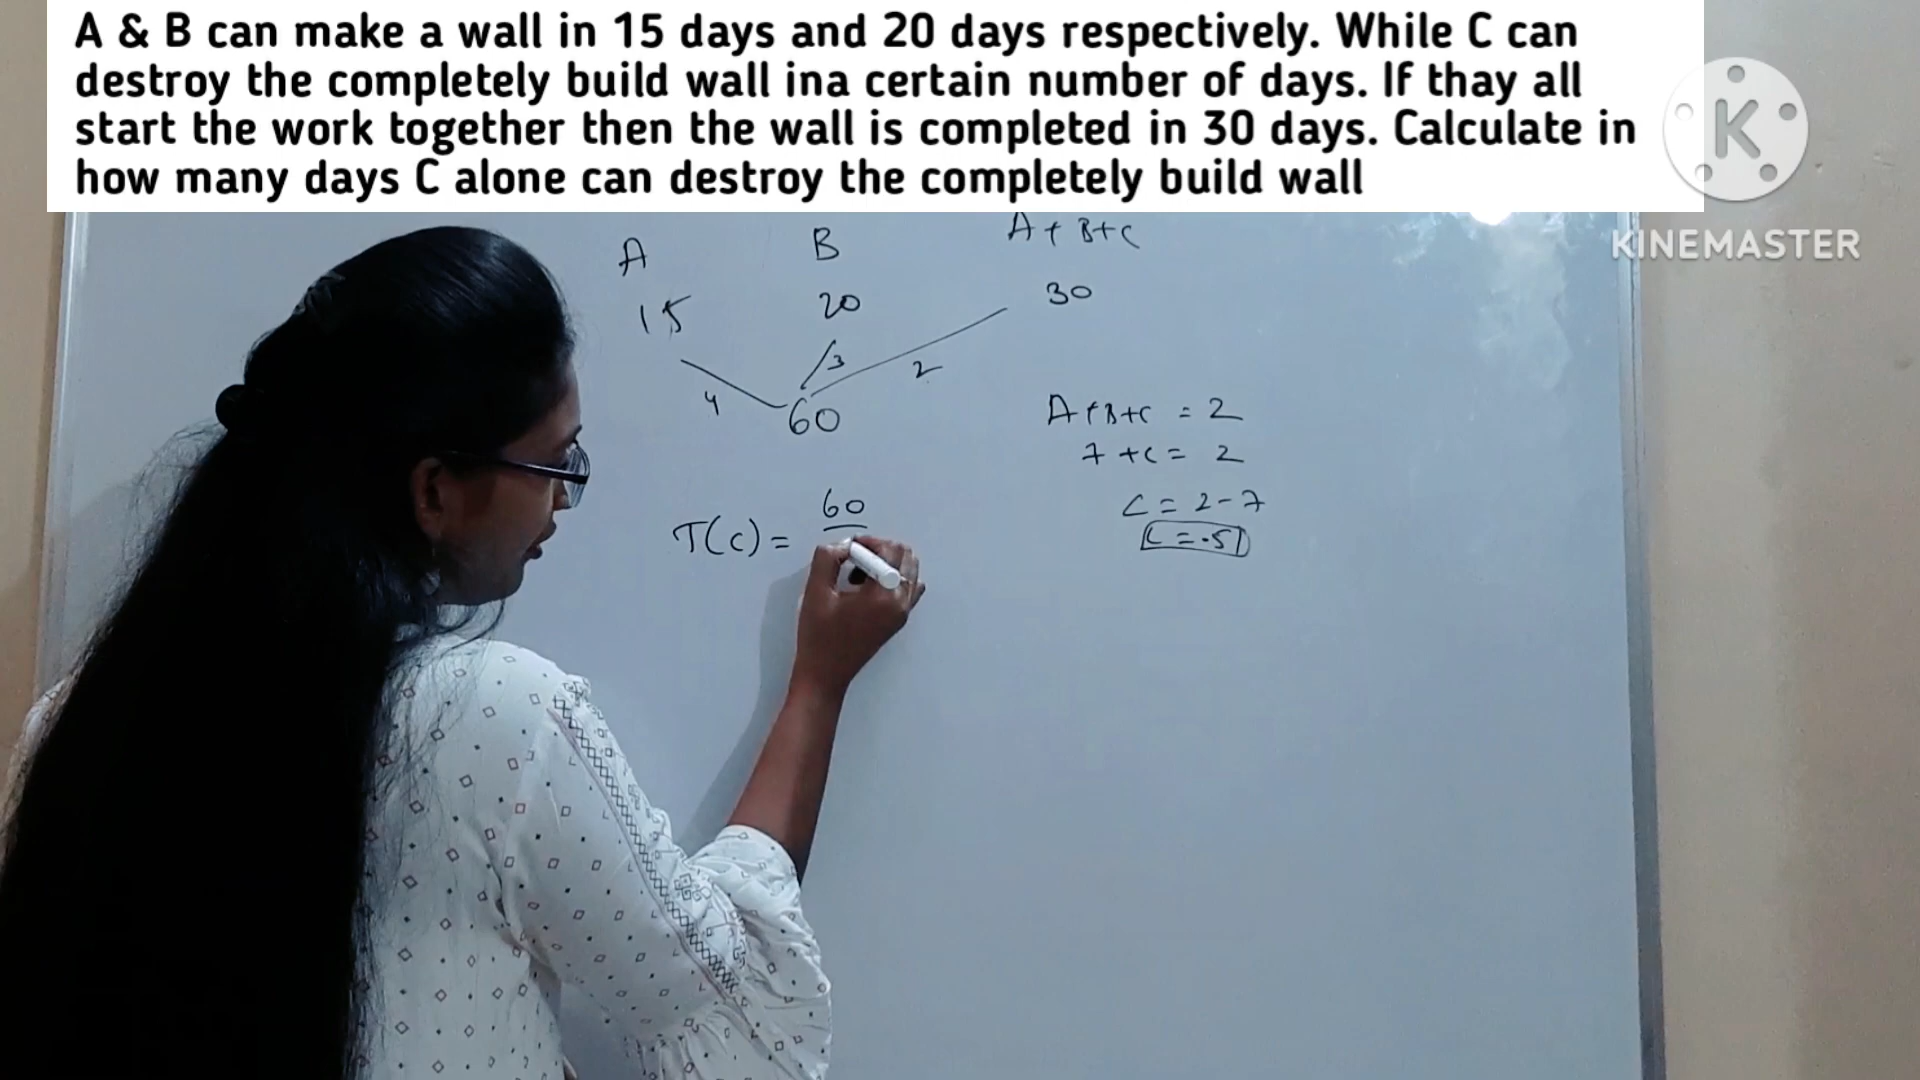 A & B can make a wall in 15 days and 20 days respectively. While C can
destroy the completely build wall ina certain number of days. If thay all
start the work together then the wall is completed in 30 days. Calculate in
how many days C alone can destroy the completely build wall
K
KINEMASTER
A B A+B+C
15 20 30
4 3 2
60
A+B+C = 2
7 + C = 2
C = 2-7
C = -5
T(C) = 60